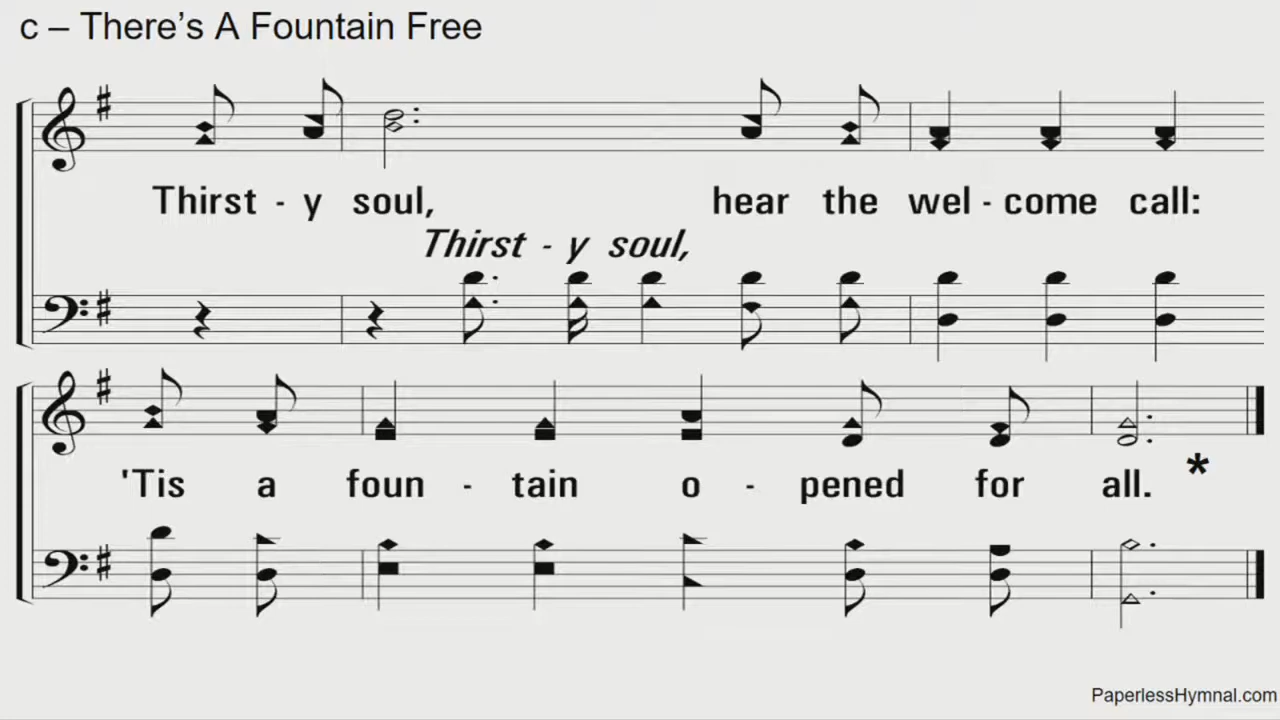 c – There’s A Fountain Free
Thirst - y soul, hear the wel - come call:
Thirst - y soul,
'Tis a foun - tain o - pened for all. *
PaperlessHymnal.com